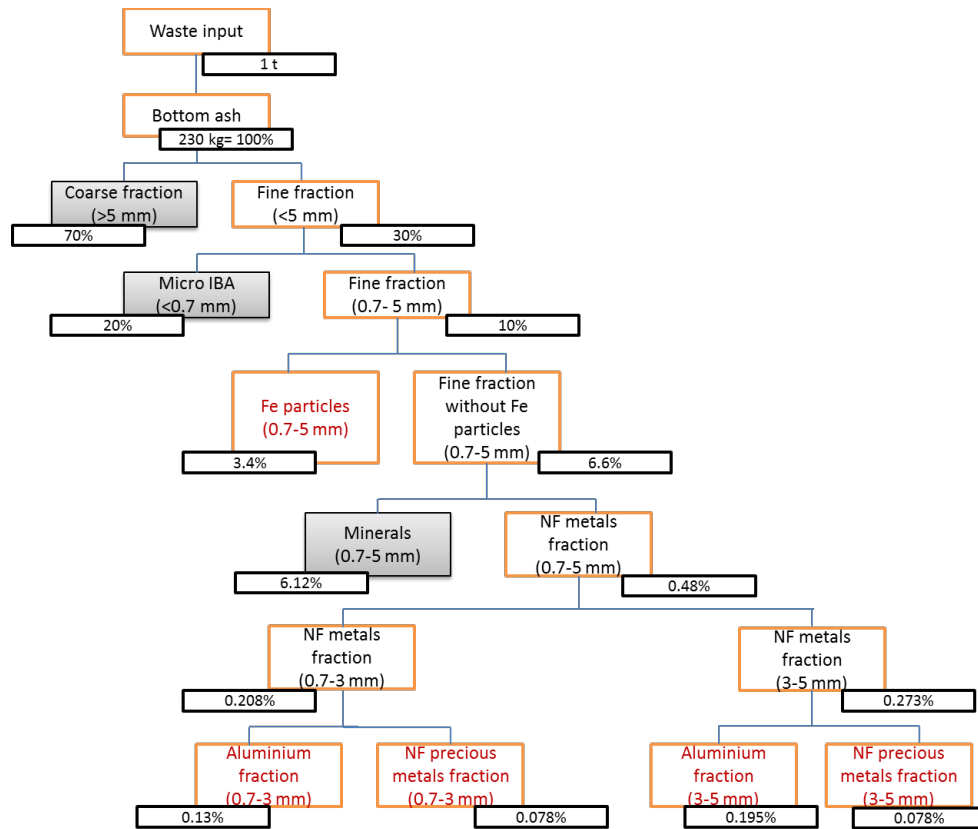 Waste input
1 t
Bottom ash
230 kg= 100%
Coarse fraction
(>5 mm)
70%
Fine fraction
(<5 mm)
30%
Micro IBA
(<0.7 mm)
20%
Fine fraction
(0.7- 5 mm)
10%
Fe particles
(0.7-5 mm)
3.4%
Fine fraction
without Fe
particles
(0.7-5 mm)
6.6%
Minerals
(0.7-5 mm)
6.12%
NF metals
fraction
(0.7-5 mm)
0.48%
NF metals
fraction
(0.7-3 mm)
0.208%
NF metals
fraction
(3-5 mm)
0.273%
Aluminium
fraction
(0.7-3 mm)
0.13%
NF precious
metals fraction
(0.7-3 mm)
0.078%
Aluminium
fraction
(3-5 mm)
0.195%
NF precious
metals fraction
(3-5 mm)
0.078%